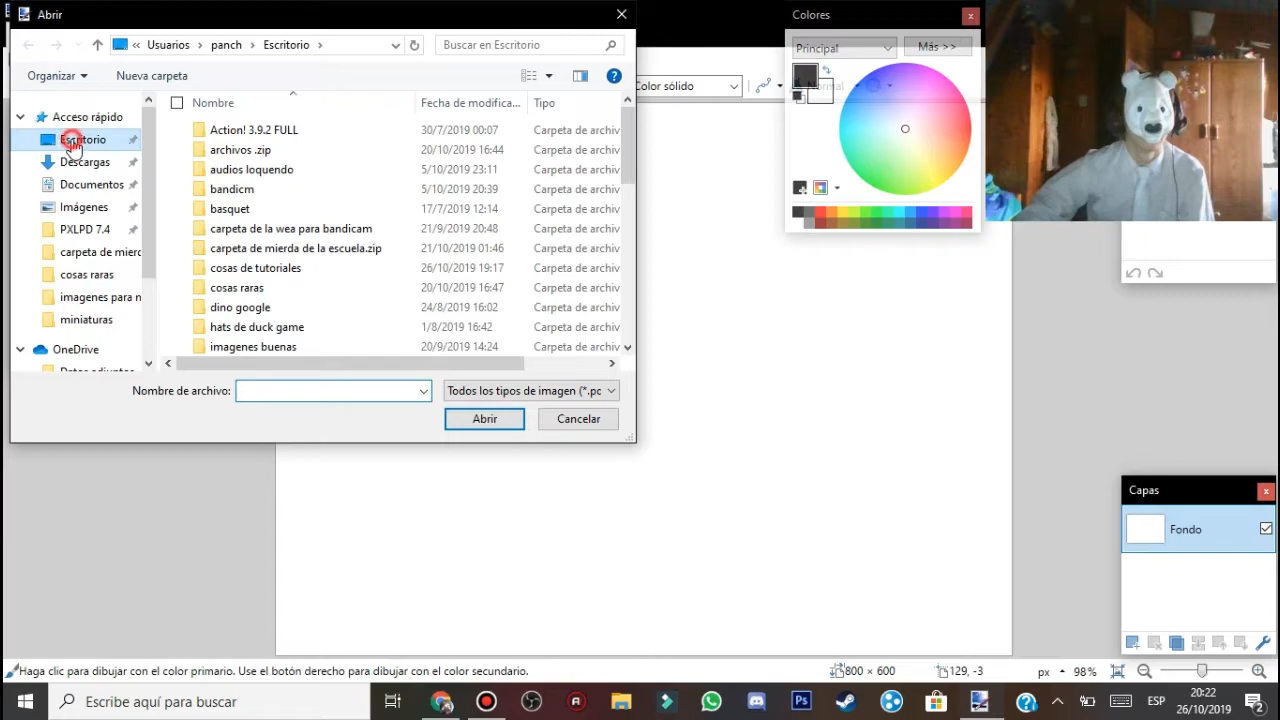 Abrir
« Usuarios › panch › Escritorio ›
Buscar en Escritorio
Organizar
Nueva carpeta
Acceso rápido
Escritorio
Descargas
Documentos
Imágenes
PXLPD 7.4
carpeta de mierc
cosas raras
imagenes para n
miniaturas
OneDrive
Nombre Fecha de modifica... Tipo
Action! 3.9.2 FULL 30/7/2019 00:07 Carpeta de archiv
archivos .zip 20/10/2019 16:44 Carpeta de archiv
audios loquendo 5/10/2019 23:11 Carpeta de archiv
bandicm 5/10/2019 20:39 Carpeta de archiv
basquet 17/7/2019 12:14 Carpeta de archiv
carpeta de la wea para bandicam 21/9/2019 20:48 Carpeta de archiv
carpeta de mierda de la escuela.zip 21/10/2019 01:46 Carpeta de archiv
cosas de tutoriales 26/10/2019 19:17 Carpeta de archiv
cosas raras 20/10/2019 16:47 Carpeta de archiv
dino google 24/8/2019 16:02 Carpeta de archiv
hats de duck game 1/8/2019 16:42 Carpeta de archiv
imagenes buenas 20/9/2019 14:24 Carpeta de archiv
Nombre de archivo:
Todos los tipos de imagen (*.pc
Abrir
Cancelar
Color sólido
Normal
Colores
Principal
Más >>
Capas
Fondo
Haga clic para dibujar con el color primario. Use el botón derecho para dibujar con el color secundario.
800 × 600
129, -3
px
98%
Escribe aquí para buscar
ESP
20:22
26/10/2019
2